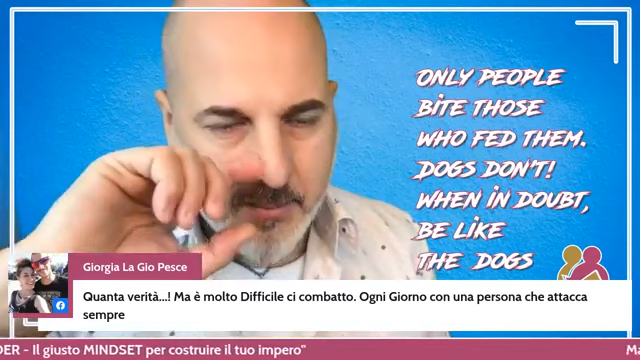 ONLY PEOPLE
BITE THOSE
WHO FED THEM.
DOGS DON'T!
WHEN IN DOUBT,
BE LIKE
THE DOGS
Giorgia La Gio Pesce
Quanta verità...! Ma è molto Difficile ci combatto. Ogni Giorno con una persona che attacca
sempre
DER - Il giusto MINDSET per costruire il tuo impero"
Ma